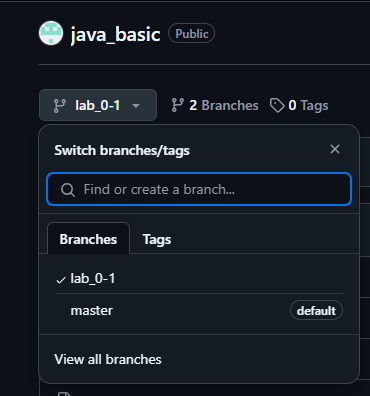 java_basic Public
lab_0-1 2 Branches 0 Tags
Switch branches/tags
Find or create a branch...
Branches Tags
lab_0-1
master default
View all branches